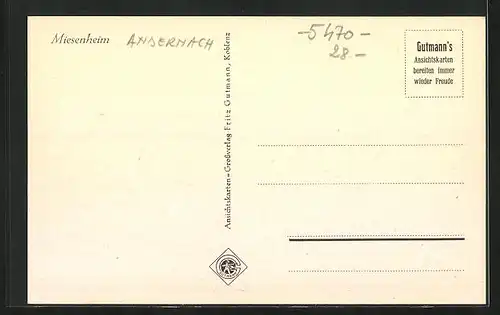 Miesenheim ANDERNACH
-5470-
28.-
Gutmann's
Ansichtskarten
bereiten immer
wieder Freude
Ansichtskarten-Großverlag Fritz Gutmann, Koblenz